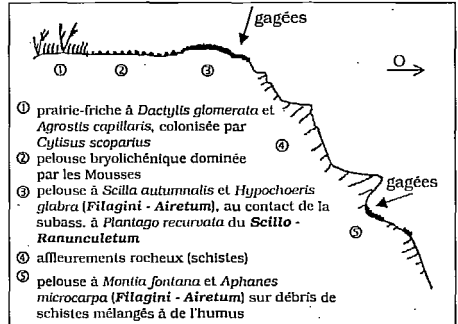 gagées
O
① ② ③
④
gagées
⑤
① prairie-friche à Dactylis glomerata et
Agrostis capillaris, colonisée par
Cytisus scoparius
② pelouse bryolichénique dominée
par les Mousses
③ pelouse à Scilla autumnalis et Hypochoeris
glabra (Filagini - Airetum), au contact de la
subass. à Plantago recurvata du Scillo -
Ranunculetum
④ affleurements rocheux (schistes)
⑤ pelouse à Montia fontana et Aphanes
microcarpa (Filagini - Airetum) sur débris de
schistes mélangés à de l'humus